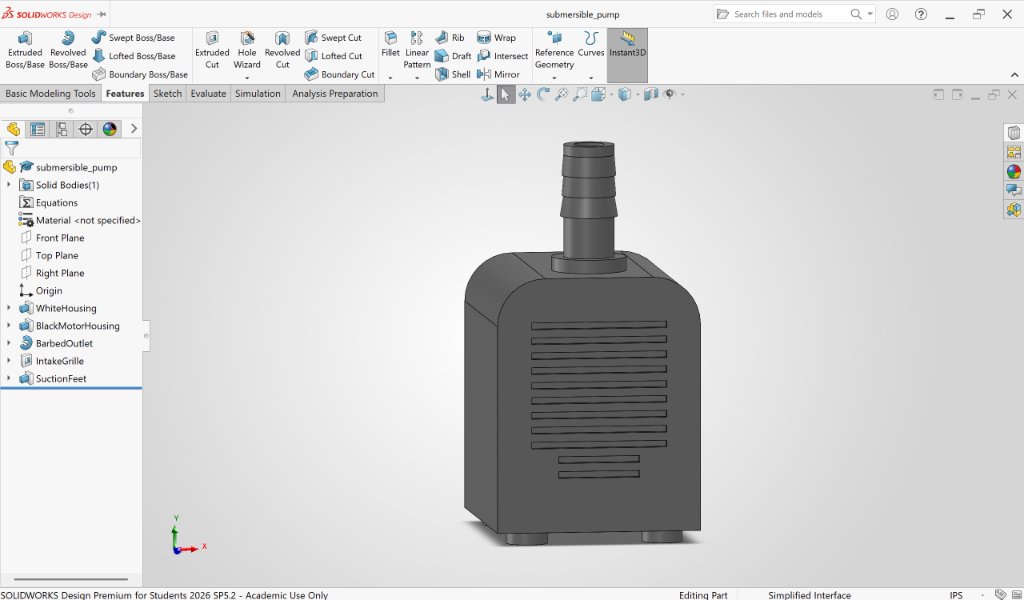 SOLIDWORKS Design
submersible_pump
Search files and models
Extruded Boss/Base
Revolved Boss/Base
Swept Boss/Base
Lofted Boss/Base
Boundary Boss/Base
Extruded Cut
Hole Wizard
Revolved Cut
Swept Cut
Lofted Cut
Boundary Cut
Fillet
Linear Pattern
Rib
Draft
Shell
Wrap
Intersect
Mirror
Reference Geometry
Curves
Instant3D
Basic Modeling Tools
Features
Sketch
Evaluate
Simulation
Analysis Preparation
submersible_pump
Solid Bodies(1)
Equations
Material <not specified>
Front Plane
Top Plane
Right Plane
Origin
WhiteHousing
BlackMotorHousing
BarbedOutlet
IntakeGrille
SuctionFeet
Y
X
SOLIDWORKS Design Premium for Students 2026 SP5.2 - Academic Use Only
Editing Part
Simplified Interface
IPS